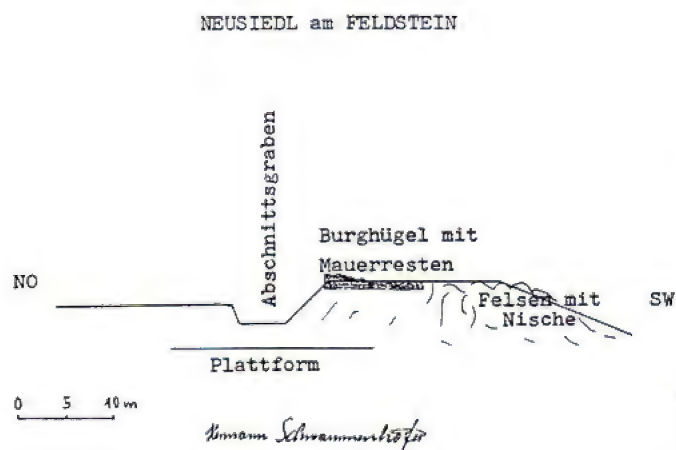 NEUSIEDL am FELDSTEIN
Abschnittsgraben
Burghügel mit
Mauerresten
NO
Felsen mit
Nische
SW
Plattform
0 5 10 m
Hermann Schwammenhöfer